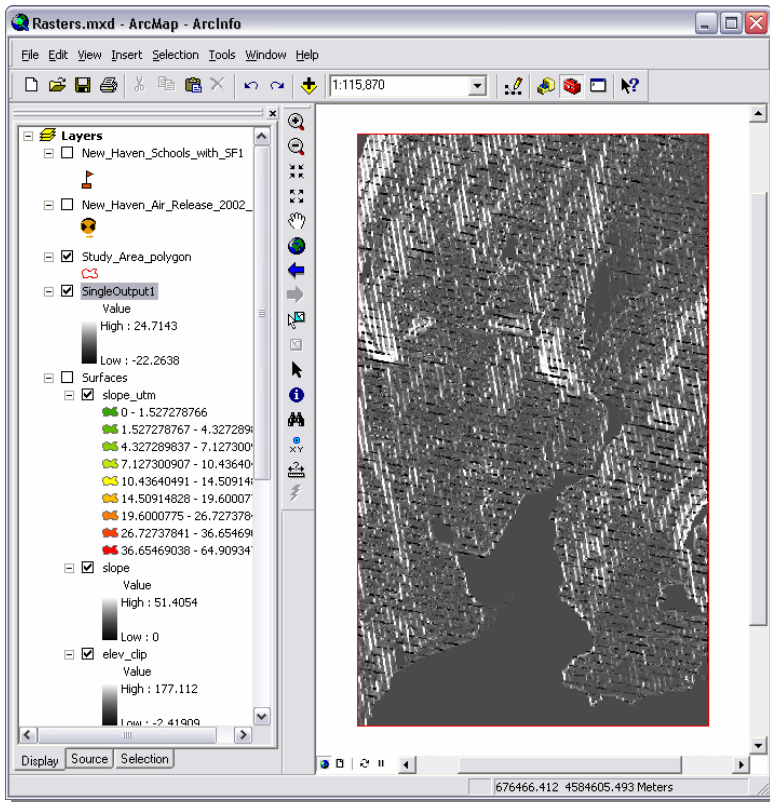 Rasters.mxd - ArcMap - ArcInfo
File Edit View Insert Selection Tools Window Help
1:115,870
Layers
New_Haven_Schools_with_SF1
New_Haven_Air_Release_2002_
Study_Area_polygon
SingleOutput1
Value
High : 24.7143
Low : -22.2638
Surfaces
slope_utm
0 - 1.527278766
1.527278767 - 4.3272898
4.327289837 - 7.127300
7.127300907 - 10.43640
10.43640491 - 14.50914
14.50914828 - 19.60007
19.6000775 - 26.727378
26.72737841 - 36.65469
36.65469038 - 64.90934
slope
Value
High : 51.4054
Low : 0
elev_clip
Value
High : 177.112
Low : -2.41909
XY
Display Source Selection
676466.412 4584605.493 Meters